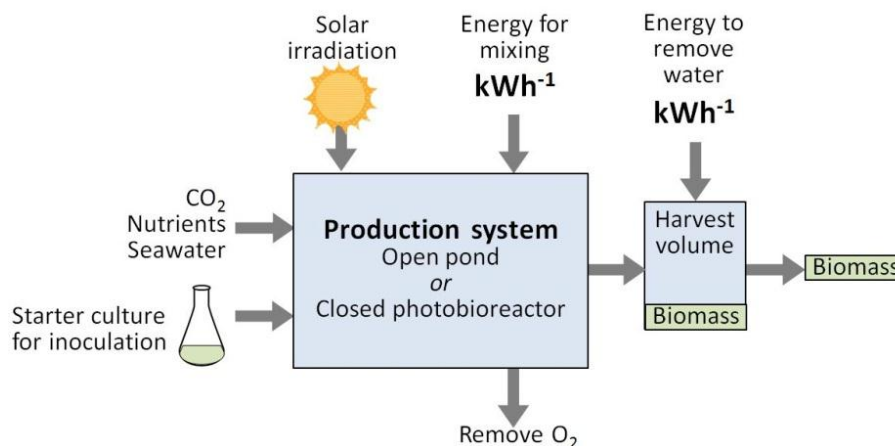 Solar
irradiation
Energy for
mixing
kWh⁻¹
Energy to
remove
water
kWh⁻¹
CO₂
Nutrients
Seawater
Starter culture
for inoculation
Production system
Open pond
or
Closed photobioreactor
Harvest
volume
Biomass
Biomass
Remove O₂